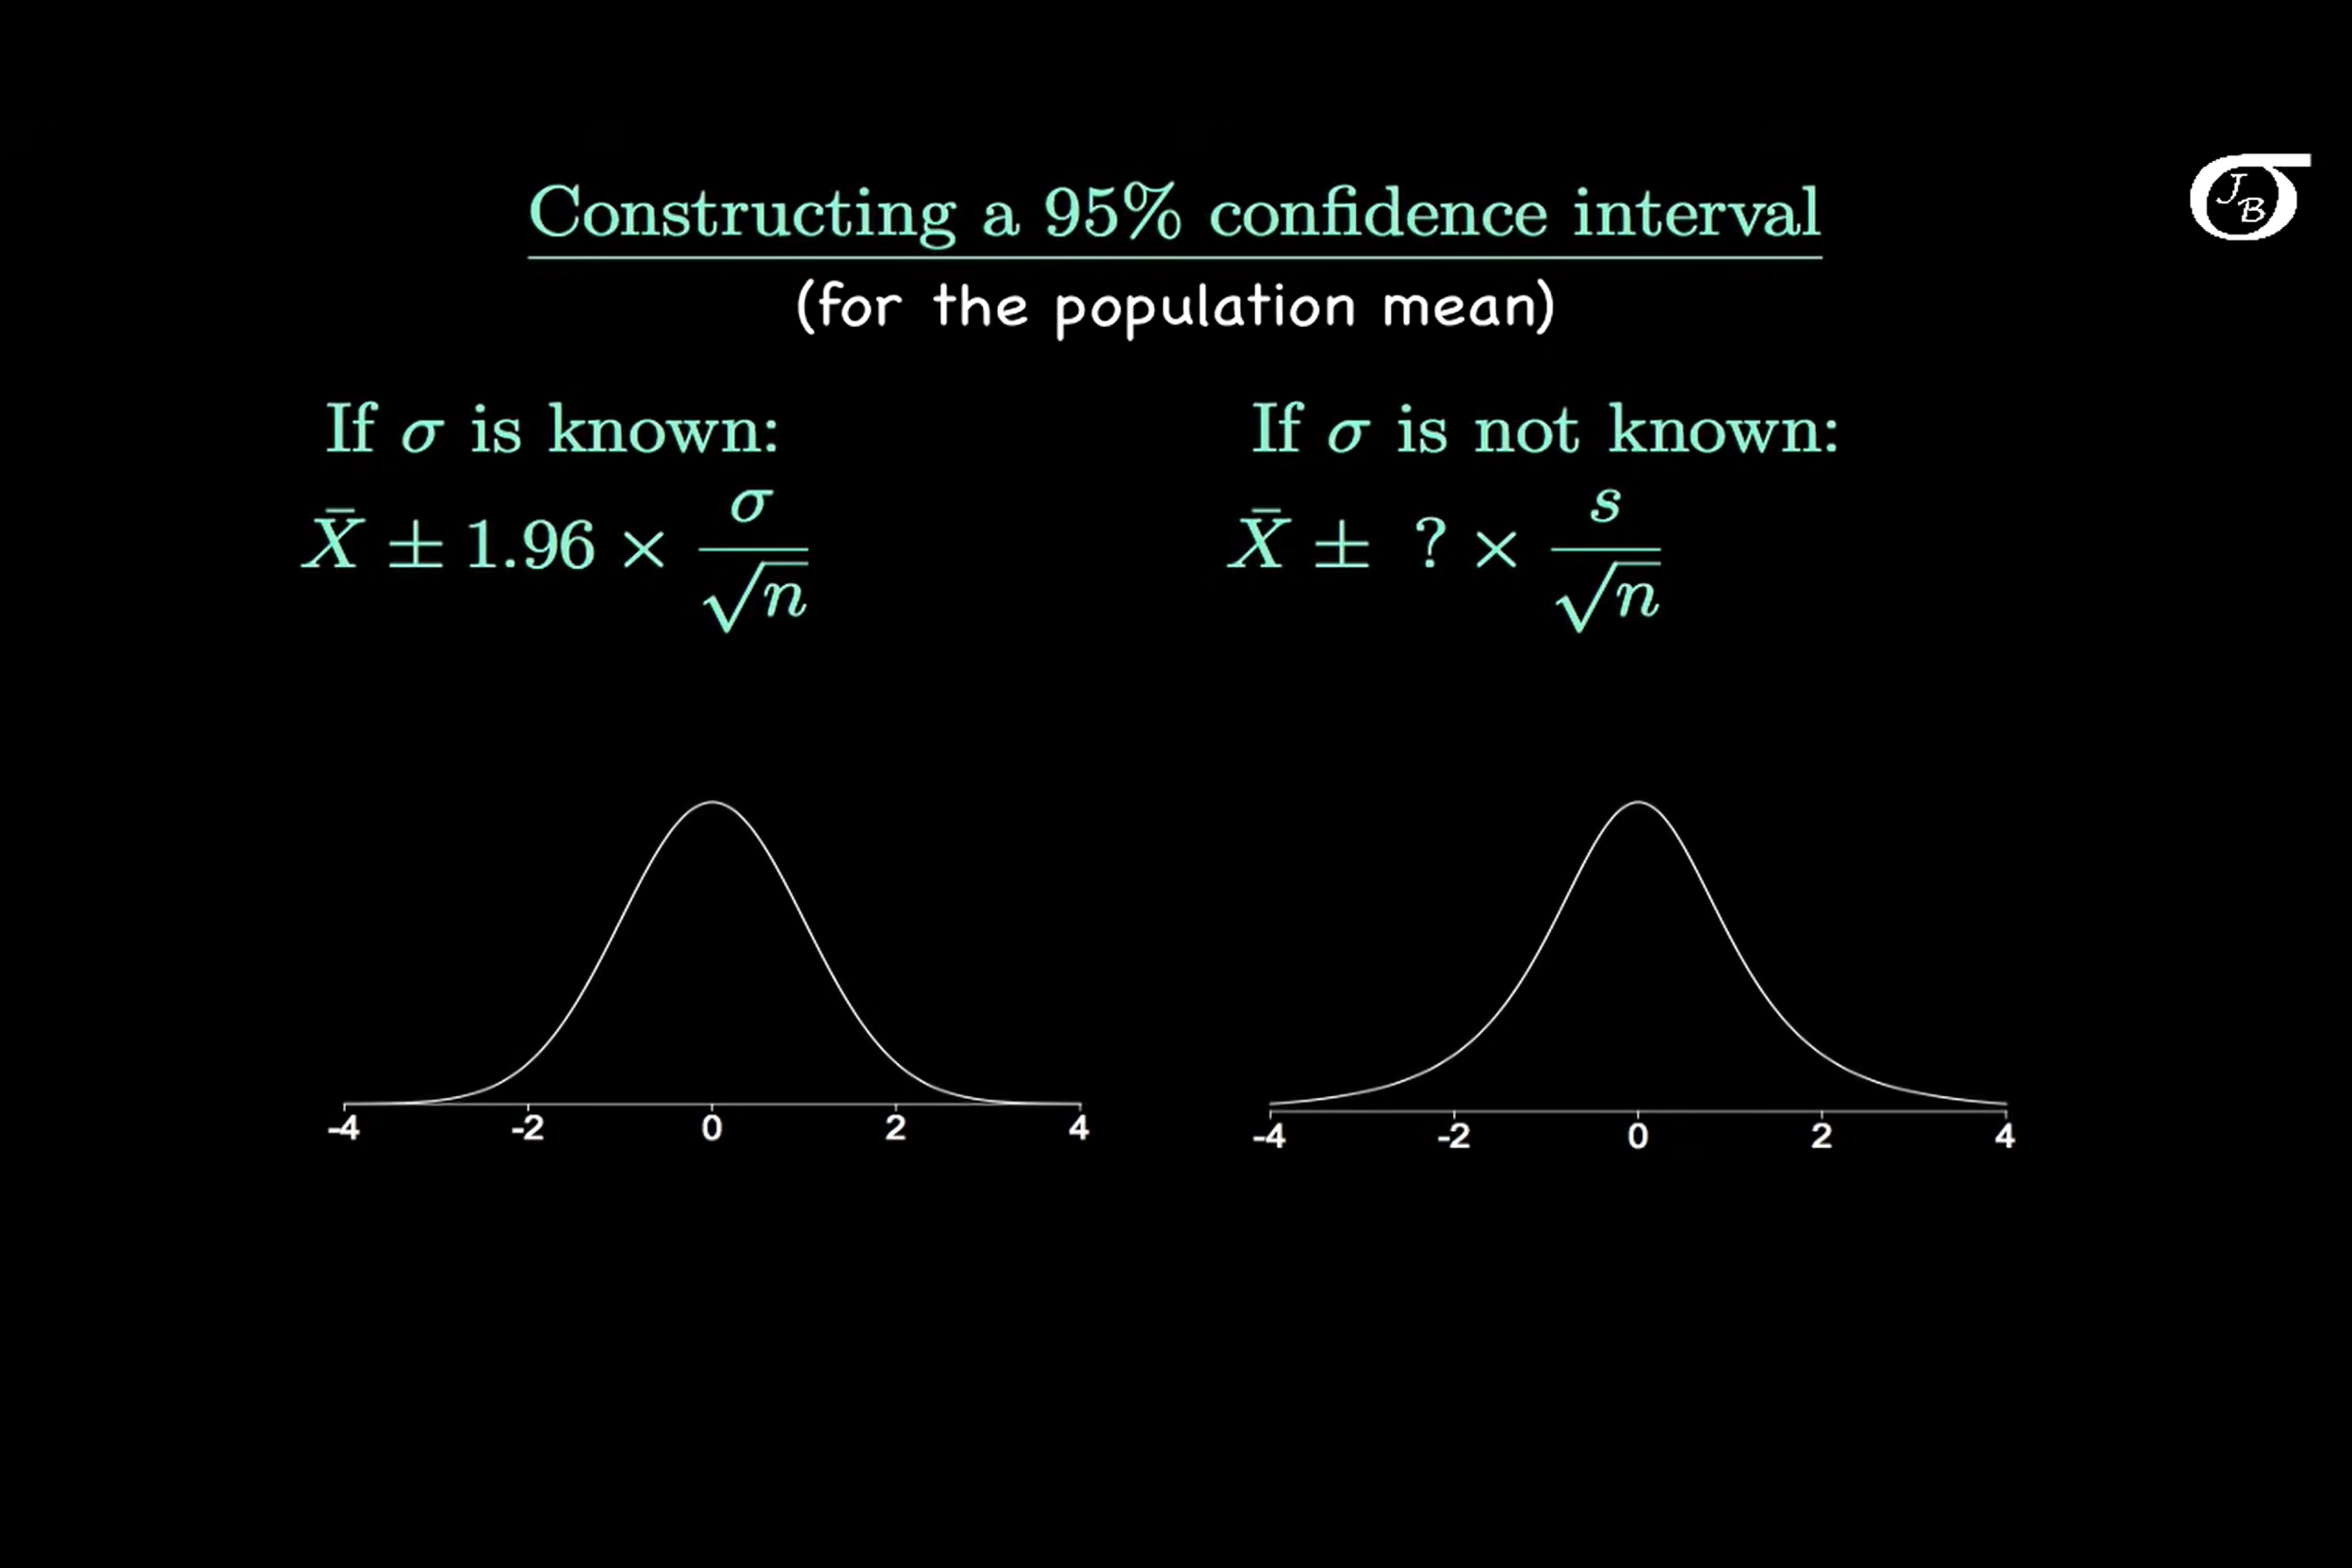 Constructing a 95% confidence interval
(for the population mean)
J
B
If σ is known:
X̄ ± 1.96 × σ/√n
If σ is not known:
X̄ ± ? × s/√n
-4 -2 0 2 4
-4 -2 0 2 4